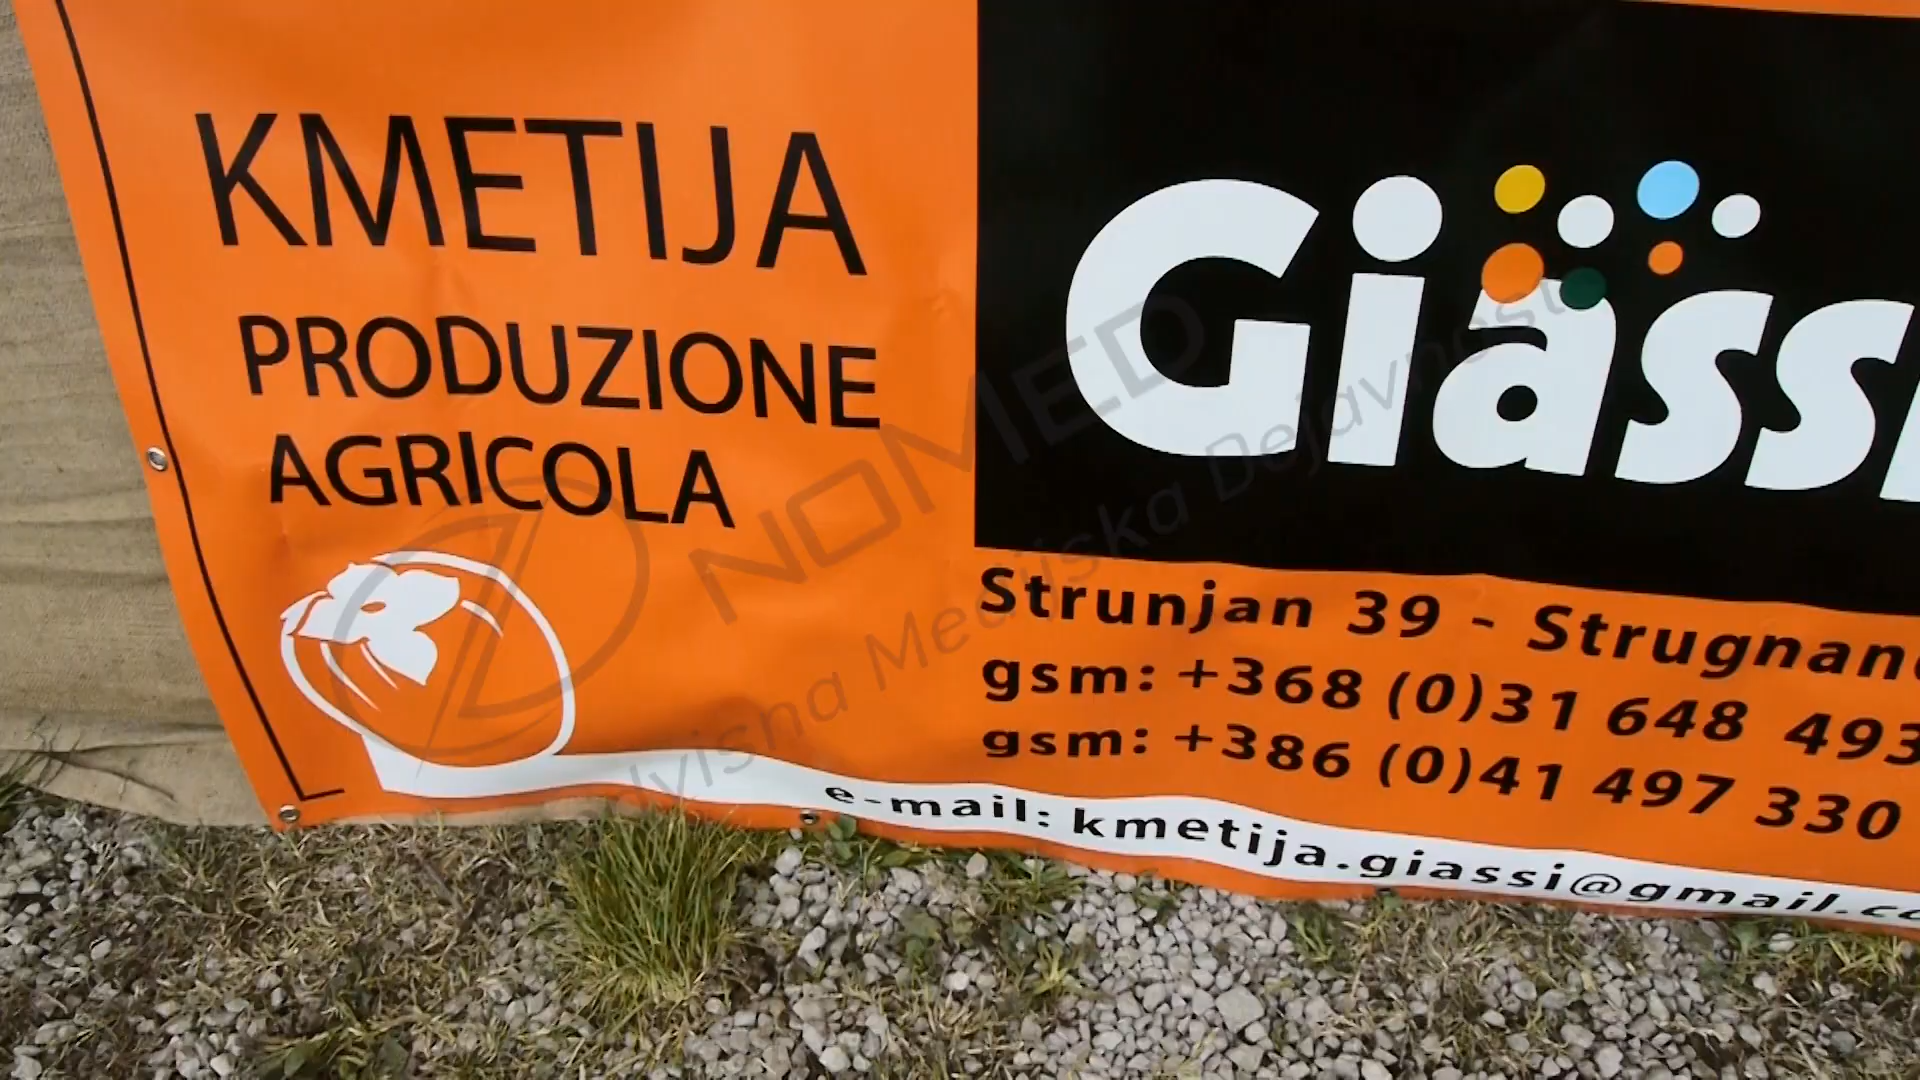 KMETIJA
PRODUZIONE
AGRICOLA
Giassi
Strunjan 39 - Strugnano
gsm: +368 (0)31 648 493
gsm: +386 (0)41 497 330
e-mail: kmetija.giassi@gmail.co
NOMED
Medijska Dejavnost